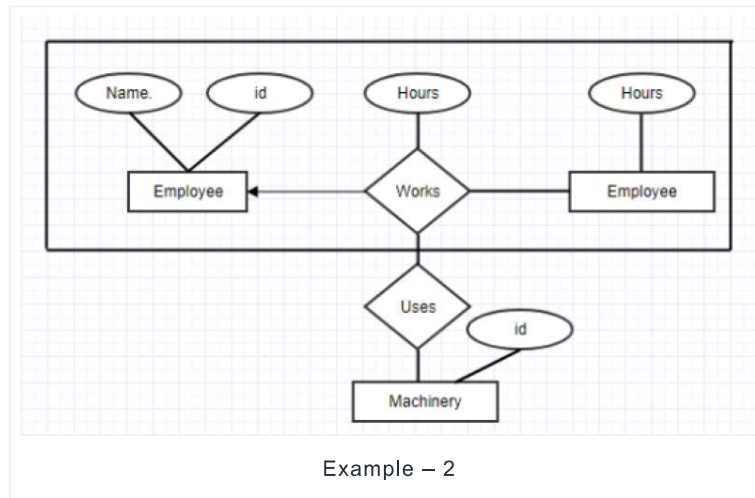 Name.
id
Hours
Hours
Employee
Works
Employee
Uses
id
Machinery
Example – 2